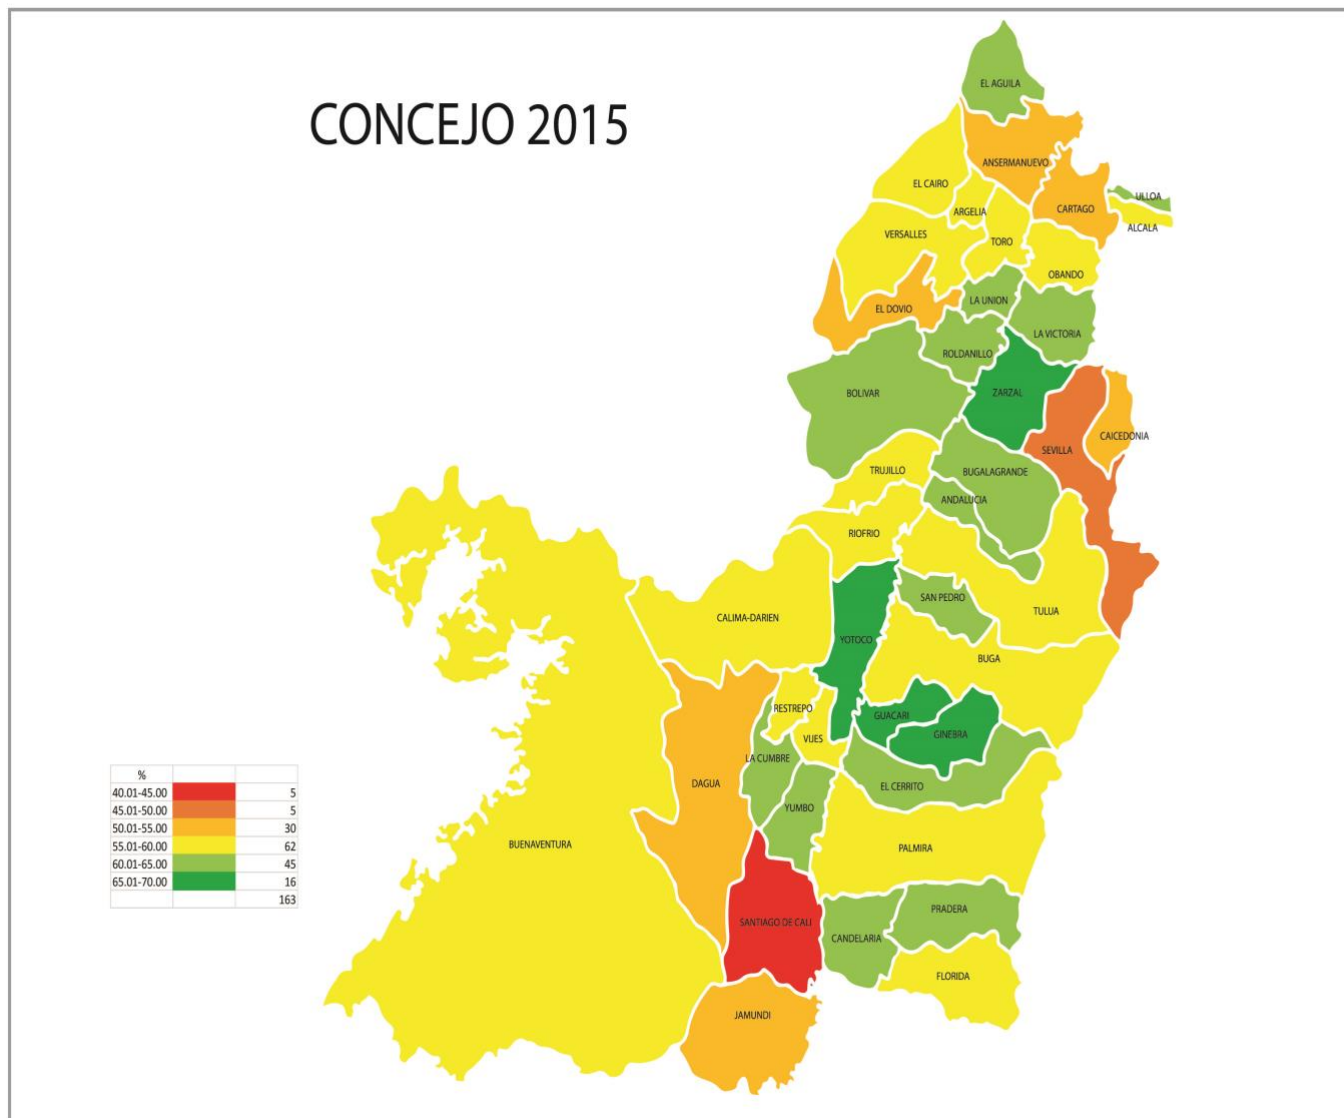 CONCEJO 2015
EL AGUILA
ANSERMANUEVO
EL CAIRO
ULLOA
ARGELIA
CARTAGO
ALCALA
VERSALLES
TORO
OBANDO
LA UNION
EL DOVIO
LA VICTORIA
ROLDANILLO
BOLIVAR
ZARZAL
CAICEDONIA
SEVILLA
TRUJILLO
BUGALAGRANDE
ANDALUCIA
RIOFRIO
SAN PEDRO
TULUA
CALIMA-DARIEN
YOTOCO
BUGA
RESTREPO
GUACARI
GINEBRA
VIJES
LA CUMBRE
DAGUA
EL CERRITO
YUMBO
BUENAVENTURA
PALMIRA
PRADERA
SANTIAGO DE CALI
CANDELARIA
FLORIDA
JAMUNDI
%
40.01-45.00 5
45.01-50.00 5
50.01-55.00 30
55.01-60.00 62
60.01-65.00 45
65.01-70.00 16
163